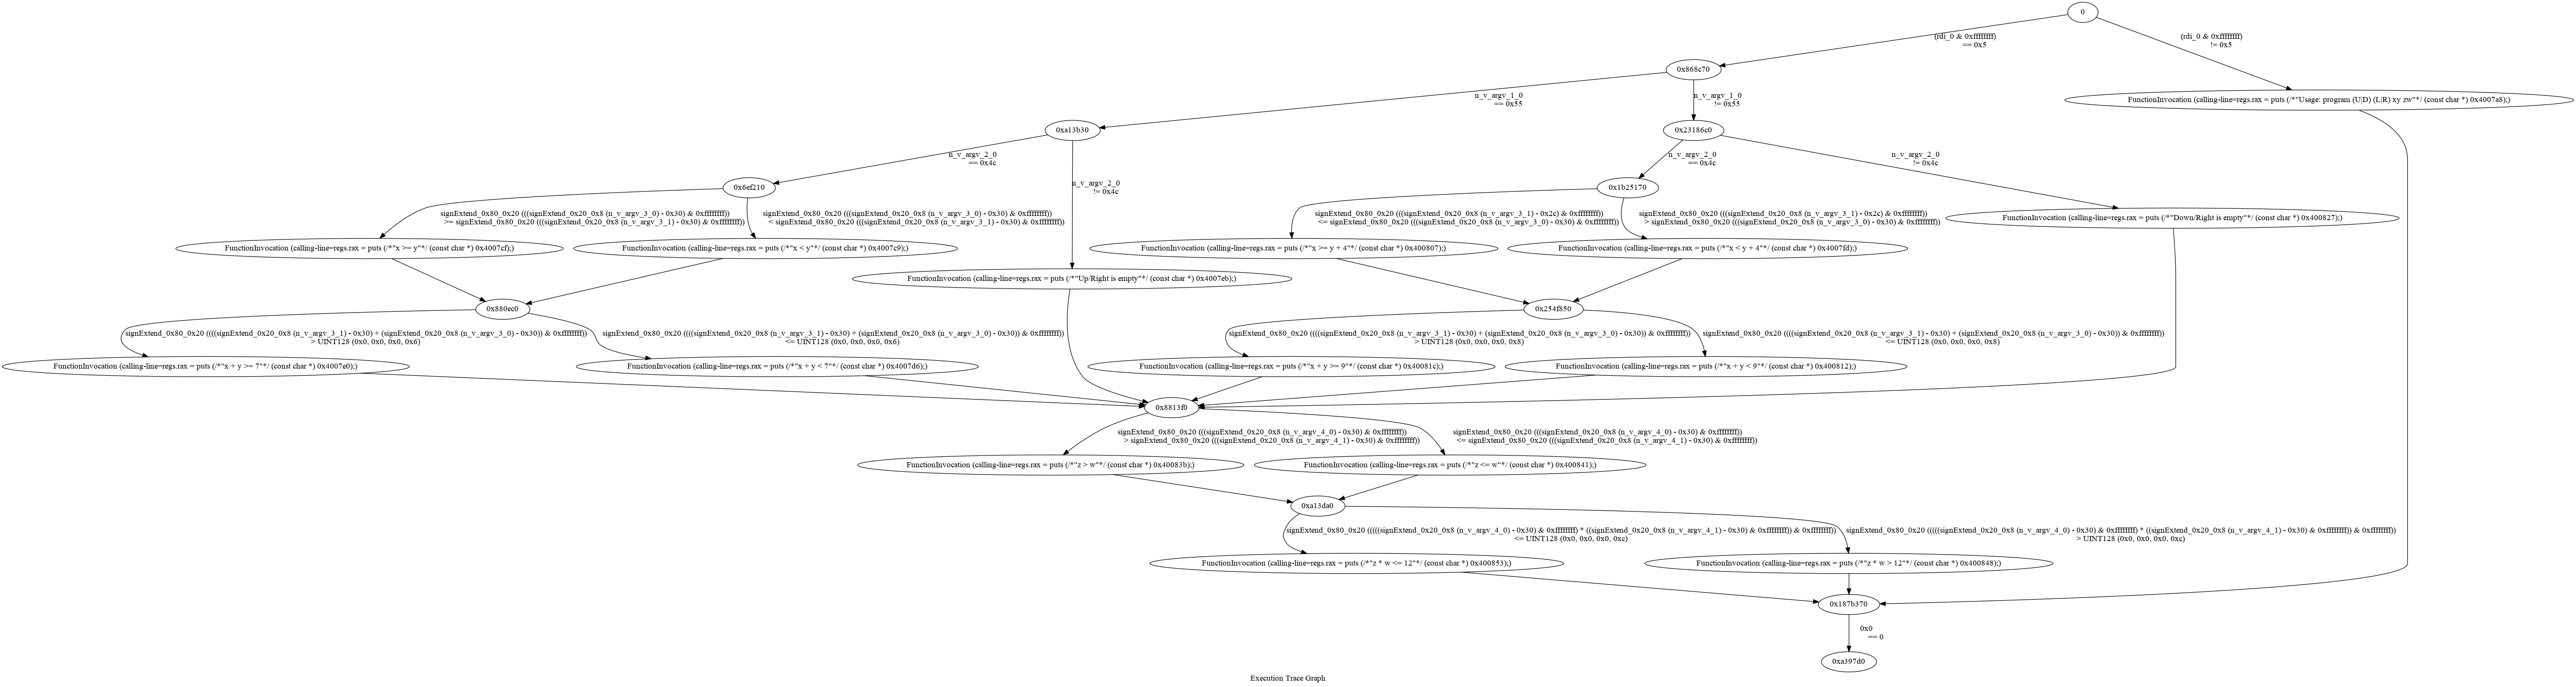 0
(rdi_0 & 0xffffffff)
== 0x5
(rdi_0 & 0xffffffff)
!= 0x5
0x868c70
FunctionInvocation (calling-line=regs.rax = puts (/*"Usage: program (U|D) (L|R) xy zw"*/ (const char *) 0x4007a8);)
n_v_argv_1_0
== 0x55
n_v_argv_1_0
!= 0x55
0xa13b30
0x23186c0
n_v_argv_2_0
== 0x4c
n_v_argv_2_0
!= 0x4c
n_v_argv_2_0
== 0x4c
n_v_argv_2_0
!= 0x4c
0x6ef210
0x1b25170
signExtend_0x80_0x20 (((signExtend_0x20_0x8 (n_v_argv_3_0) - 0x30) & 0xffffffff))
>= signExtend_0x80_0x20 (((signExtend_0x20_0x8 (n_v_argv_3_1) - 0x30) & 0xffffffff))
signExtend_0x80_0x20 (((signExtend_0x20_0x8 (n_v_argv_3_0) - 0x30) & 0xffffffff))
< signExtend_0x80_0x20 (((signExtend_0x20_0x8 (n_v_argv_3_1) - 0x30) & 0xffffffff))
signExtend_0x80_0x20 (((signExtend_0x20_0x8 (n_v_argv_3_1) - 0x2c) & 0xffffffff))
<= signExtend_0x80_0x20 (((signExtend_0x20_0x8 (n_v_argv_3_0) - 0x30) & 0xffffffff))
signExtend_0x80_0x20 (((signExtend_0x20_0x8 (n_v_argv_3_1) - 0x2c) & 0xffffffff))
> signExtend_0x80_0x20 (((signExtend_0x20_0x8 (n_v_argv_3_0) - 0x30) & 0xffffffff))
FunctionInvocation (calling-line=regs.rax = puts (/*"Down/Right is empty"*/ (const char *) 0x400827);)
FunctionInvocation (calling-line=regs.rax = puts (/*"x >= y"*/ (const char *) 0x4007cf);)
FunctionInvocation (calling-line=regs.rax = puts (/*"x < y"*/ (const char *) 0x4007c9);)
FunctionInvocation (calling-line=regs.rax = puts (/*"x >= y + 4"*/ (const char *) 0x400807);)
FunctionInvocation (calling-line=regs.rax = puts (/*"x < y + 4"*/ (const char *) 0x4007fd);)
FunctionInvocation (calling-line=regs.rax = puts (/*"Up/Right is empty"*/ (const char *) 0x4007eb);)
0x880ec0
0x254f850
signExtend_0x80_0x20 ((((signExtend_0x20_0x8 (n_v_argv_3_1) - 0x30) + (signExtend_0x20_0x8 (n_v_argv_3_0) - 0x30)) & 0xffffffff))
> UINT128 (0x0, 0x0, 0x0, 0x6)
signExtend_0x80_0x20 ((((signExtend_0x20_0x8 (n_v_argv_3_1) - 0x30) + (signExtend_0x20_0x8 (n_v_argv_3_0) - 0x30)) & 0xffffffff))
<= UINT128 (0x0, 0x0, 0x0, 0x6)
signExtend_0x80_0x20 ((((signExtend_0x20_0x8 (n_v_argv_3_1) - 0x30) + (signExtend_0x20_0x8 (n_v_argv_3_0) - 0x30)) & 0xffffffff))
> UINT128 (0x0, 0x0, 0x0, 0x8)
signExtend_0x80_0x20 ((((signExtend_0x20_0x8 (n_v_argv_3_1) - 0x30) + (signExtend_0x20_0x8 (n_v_argv_3_0) - 0x30)) & 0xffffffff))
<= UINT128 (0x0, 0x0, 0x0, 0x8)
FunctionInvocation (calling-line=regs.rax = puts (/*"x + y >= 7"*/ (const char *) 0x4007e0);)
FunctionInvocation (calling-line=regs.rax = puts (/*"x + y < 7"*/ (const char *) 0x4007d6);)
FunctionInvocation (calling-line=regs.rax = puts (/*"x + y >= 9"*/ (const char *) 0x40081c);)
FunctionInvocation (calling-line=regs.rax = puts (/*"x + y < 9"*/ (const char *) 0x400812);)
0x8813f0
signExtend_0x80_0x20 (((signExtend_0x20_0x8 (n_v_argv_4_0) - 0x30) & 0xffffffff))
> signExtend_0x80_0x20 (((signExtend_0x20_0x8 (n_v_argv_4_1) - 0x30) & 0xffffffff))
signExtend_0x80_0x20 (((signExtend_0x20_0x8 (n_v_argv_4_0) - 0x30) & 0xffffffff))
<= signExtend_0x80_0x20 (((signExtend_0x20_0x8 (n_v_argv_4_1) - 0x30) & 0xffffffff))
FunctionInvocation (calling-line=regs.rax = puts (/*"z > w"*/ (const char *) 0x40083b);)
FunctionInvocation (calling-line=regs.rax = puts (/*"z <= w"*/ (const char *) 0x400841);)
0xa13da0
signExtend_0x80_0x20 (((((signExtend_0x20_0x8 (n_v_argv_4_0) - 0x30) & 0xffffffff) * ((signExtend_0x20_0x8 (n_v_argv_4_1) - 0x30) & 0xffffffff)) & 0xffffffff))
<= UINT128 (0x0, 0x0, 0x0, 0xc)
signExtend_0x80_0x20 (((((signExtend_0x20_0x8 (n_v_argv_4_0) - 0x30) & 0xffffffff) * ((signExtend_0x20_0x8 (n_v_argv_4_1) - 0x30) & 0xffffffff)) & 0xffffffff))
> UINT128 (0x0, 0x0, 0x0, 0xc)
FunctionInvocation (calling-line=regs.rax = puts (/*"z * w <= 12"*/ (const char *) 0x400853);)
FunctionInvocation (calling-line=regs.rax = puts (/*"z * w > 12"*/ (const char *) 0x400848);)
0x187b370
0x0
== 0
0xa397d0
Execution Trace Graph